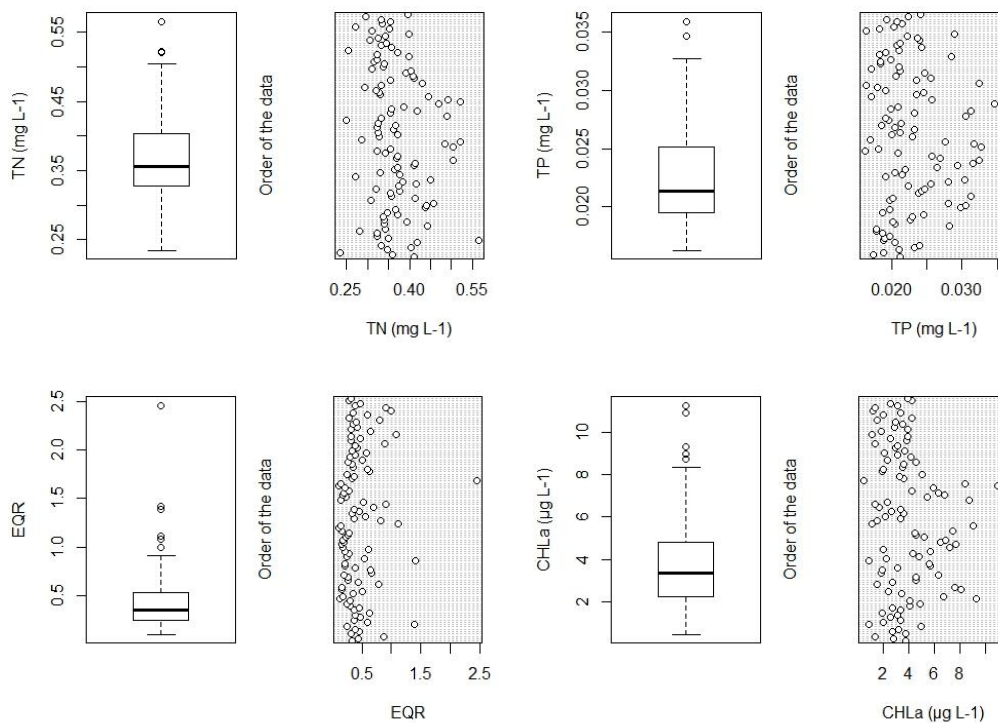 TN (mg L-1)
0.25 0.35 0.45 0.55
Order of the data
0.25 0.40 0.55
TN (mg L-1)
TP (mg L-1)
0.020 0.025 0.030 0.035
Order of the data
0.020 0.030
TP (mg L-1)
EQR
0.5 1.0 1.5 2.0 2.5
Order of the data
0.5 1.5 2.5
EQR
CHLa (µg L-1)
2 4 6 8 10
Order of the data
2 4 6 8
CHLa (µg L-1)